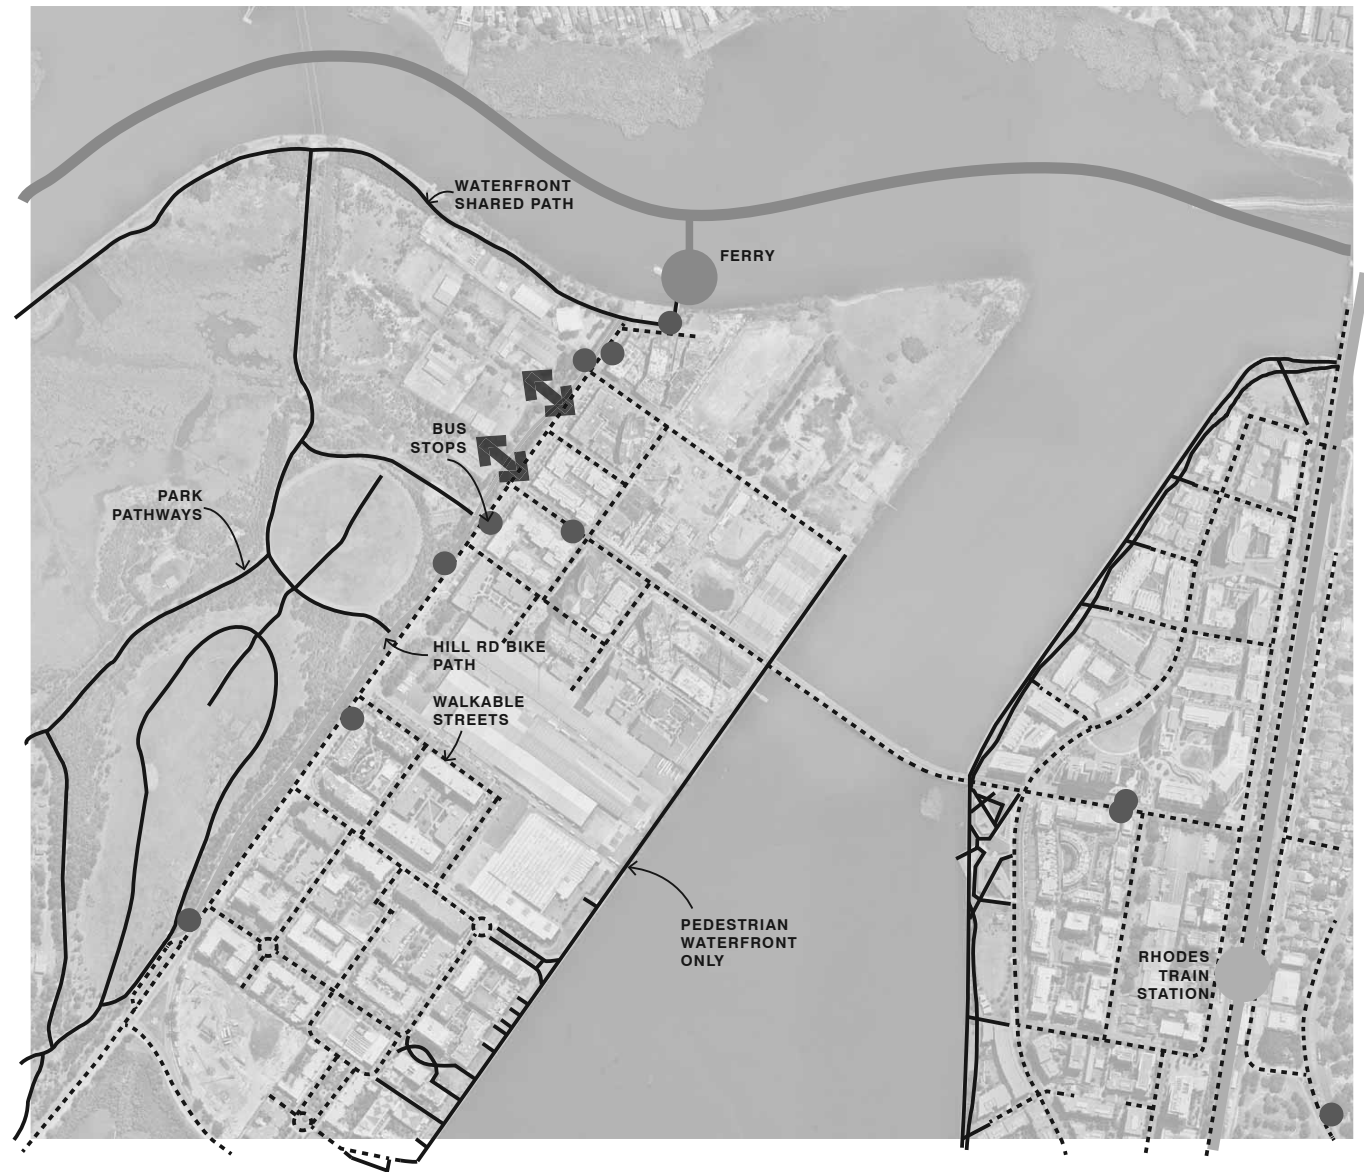 WATERFRONT
SHARED PATH
FERRY
BUS
STOPS
PARK
PATHWAYS
HILL RD BIKE
PATH
WALKABLE
STREETS
PEDESTRIAN
WATERFRONT
ONLY
RHODES
TRAIN
STATION